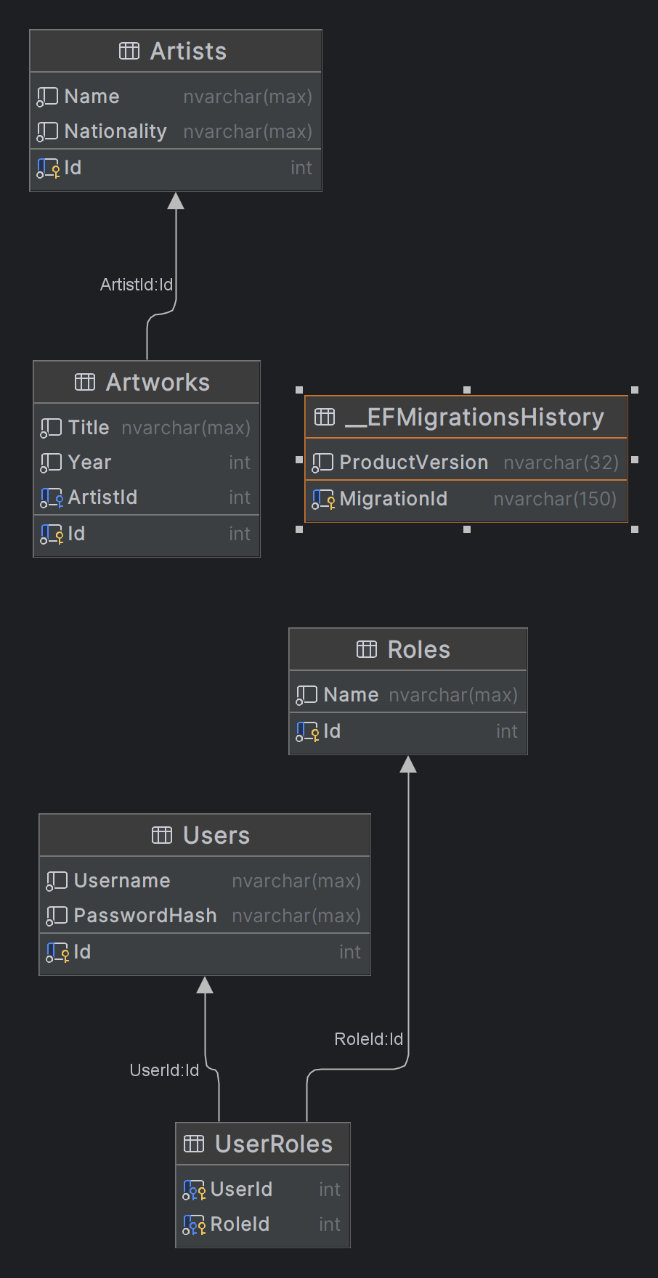 Artists
Name nvarchar(max)
Nationality nvarchar(max)
Id int
ArtistId:Id
Artworks
Title nvarchar(max)
Year int
ArtistId int
Id int
__EFMigrationsHistory
ProductVersion nvarchar(32)
MigrationId nvarchar(150)
Roles
Name nvarchar(max)
Id int
Users
Username nvarchar(max)
PasswordHash nvarchar(max)
Id int
RoleId:Id
UserId:Id
UserRoles
UserId int
RoleId int